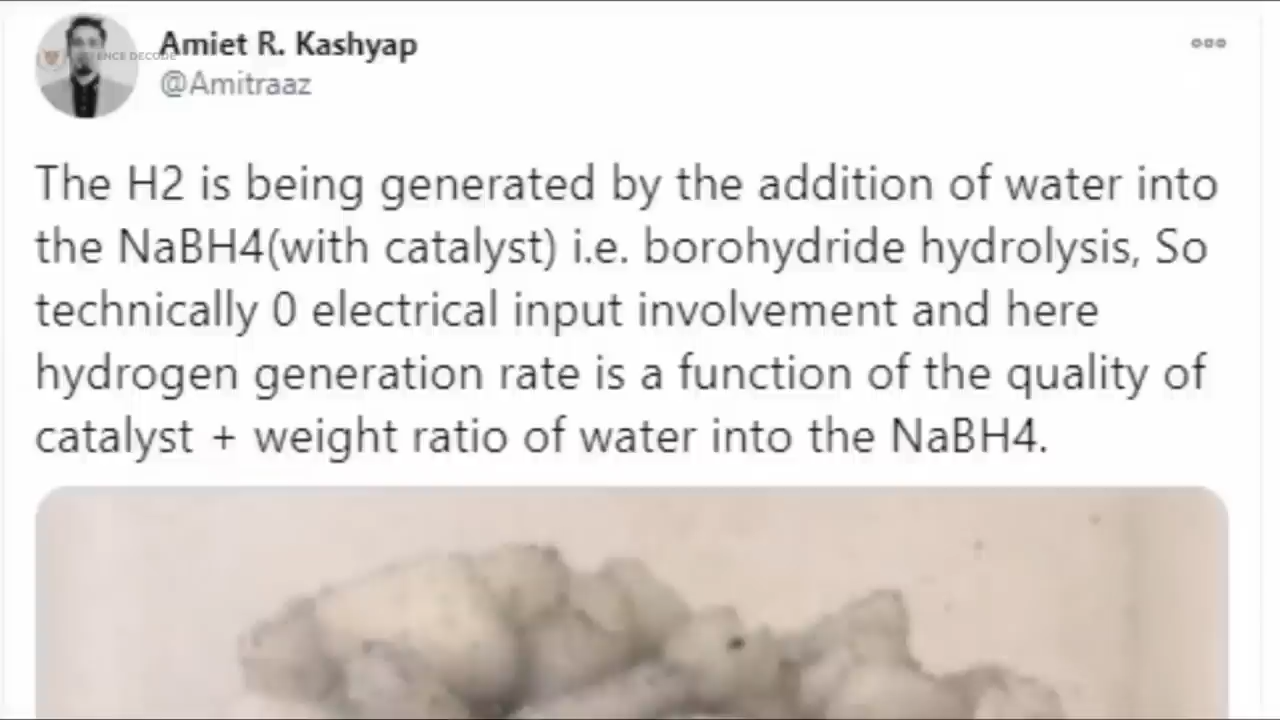 Amiet R. Kashyap
@Amitraaz
The H2 is being generated by the addition of water into
the NaBH4(with catalyst) i.e. borohydride hydrolysis, So
technically 0 electrical input involvement and here
hydrogen generation rate is a function of the quality of
catalyst + weight ratio of water into the NaBH4.